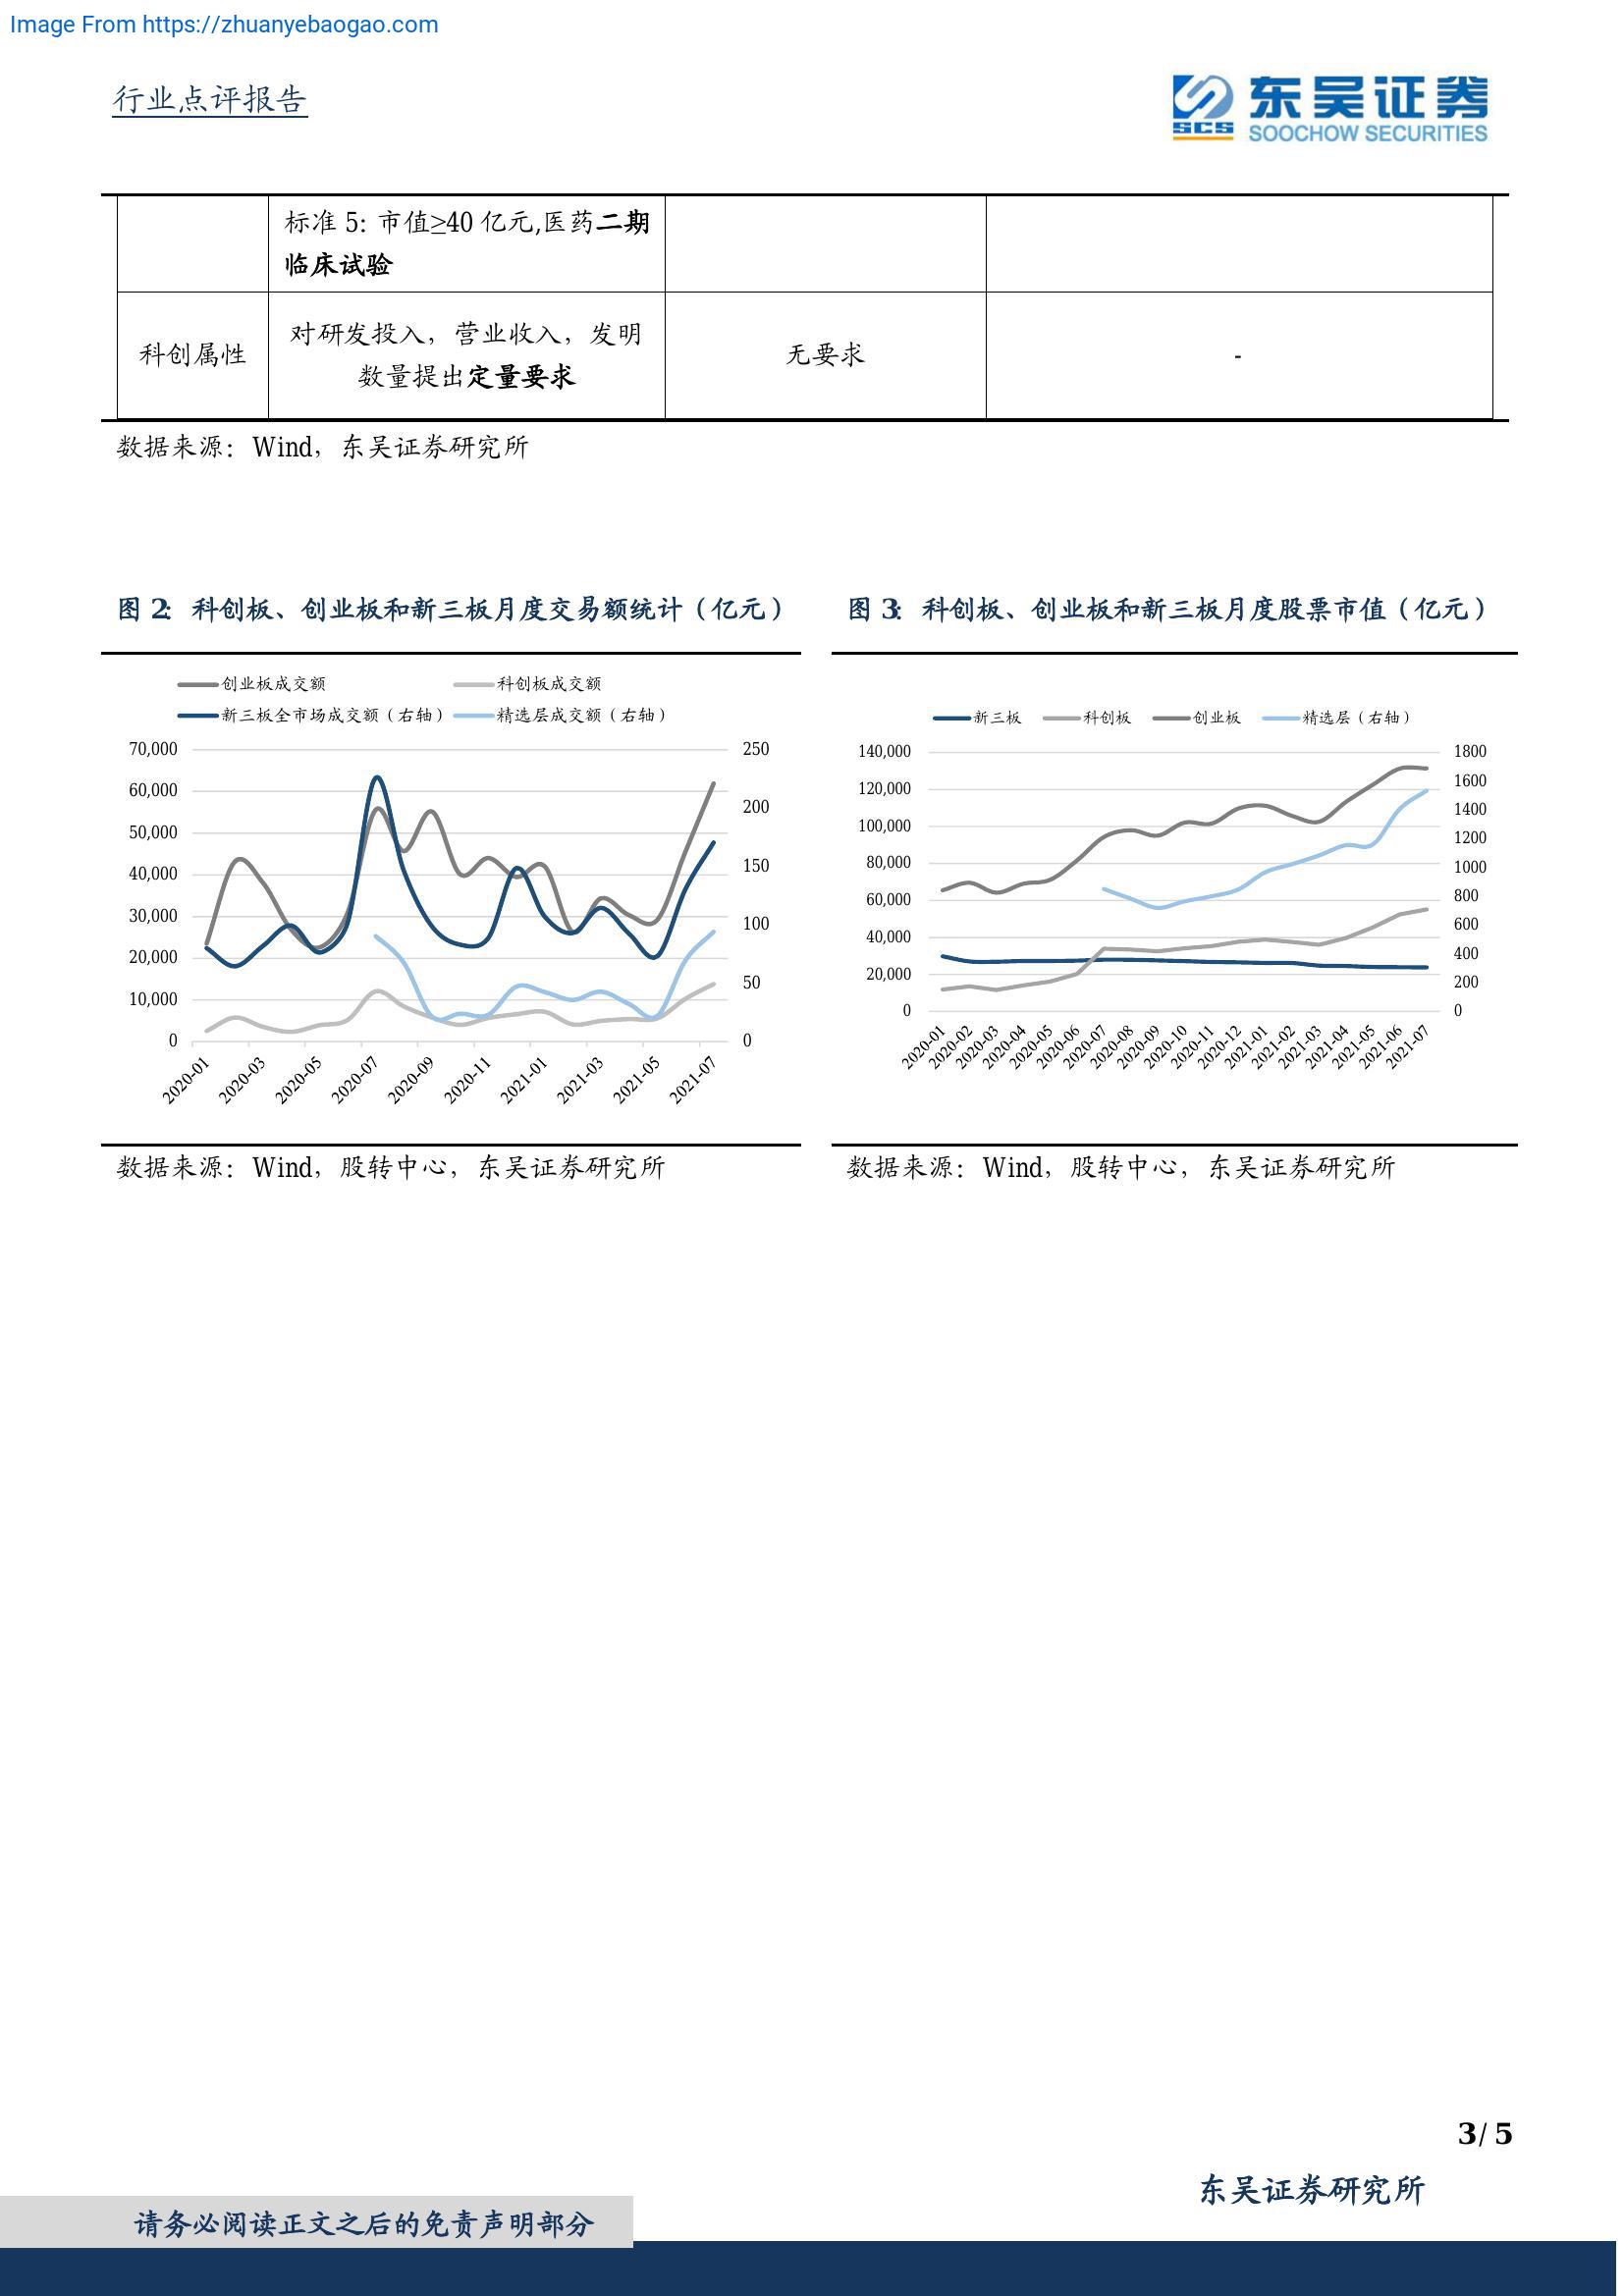 Image From https://zhuanyebaogao.com
行业点评报告
SCS
东吴证券
SOOCHOW SECURITIES
标准 5: 市值≥40 亿元,医药二期
临床试验
科创属性
对研发投入，营业收入，发明
数量提出定量要求
无要求
-
数据来源：Wind，东吴证券研究所
图 2: 科创板、创业板和新三板月度交易额统计（亿元）
创业板成交额
科创板成交额
新三板全市场成交额（右轴）
精选层成交额（右轴）
70,000
60,000
50,000
40,000
30,000
20,000
10,000
0
250
200
150
100
50
0
2020-01
2020-03
2020-05
2020-07
2020-09
2020-11
2021-01
2021-03
2021-05
2021-07
数据来源：Wind，股转中心，东吴证券研究所
图 3: 科创板、创业板和新三板月度股票市值（亿元）
新三板
科创板
创业板
精选层（右轴）
140,000
120,000
100,000
80,000
60,000
40,000
20,000
0
1800
1600
1400
1200
1000
800
600
400
200
0
2020-01
2020-02
2020-03
2020-04
2020-05
2020-06
2020-07
2020-08
2020-09
2020-10
2020-11
2020-12
2021-01
2021-02
2021-03
2021-04
2021-05
2021-06
2021-07
数据来源：Wind，股转中心，东吴证券研究所
3/ 5
东吴证券研究所
请务必阅读正文之后的免责声明部分